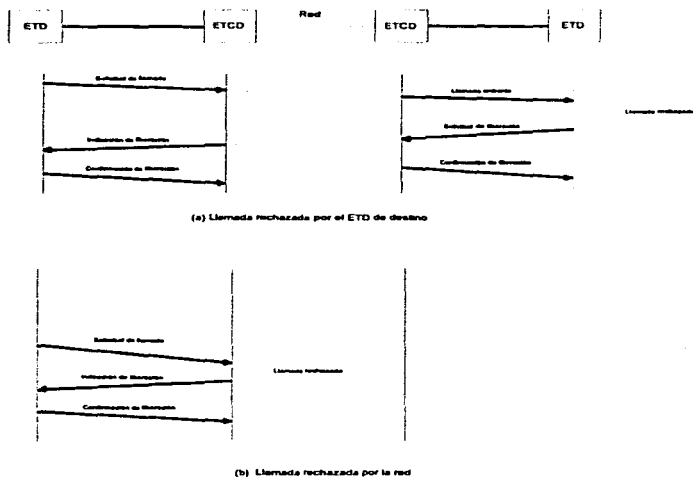 Red
ETD
ETCD
ETCD
ETD
Solicitud de llamada
Llamada entrante
Llamada rechazada
Solicitud de liberación
Indicación de liberación
Confirmación de liberación
Confirmación de liberación
(a) Llamada rechazada por el ETD de destino
Solicitud de llamada
Llamada rechazada
Indicación de liberación
Confirmación de liberación
(b) Llamada rechazada por la red